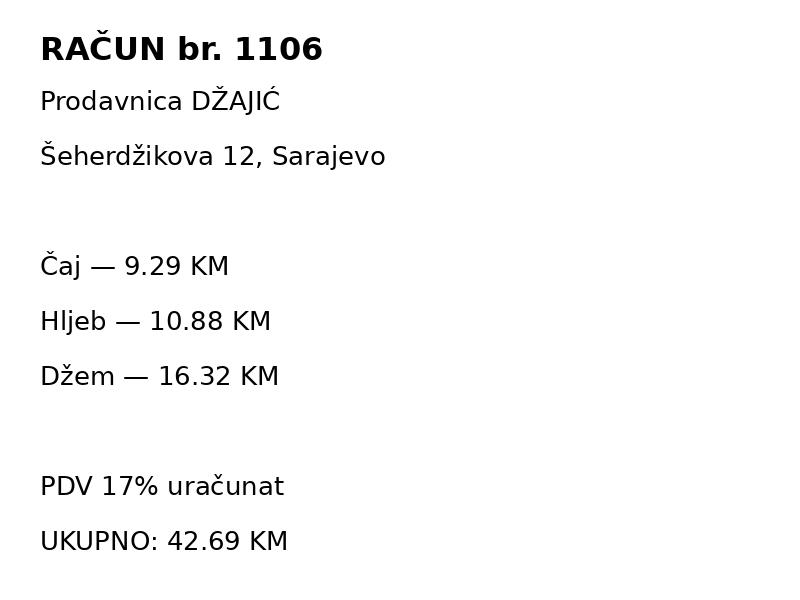 RAČUN br. 1106
Prodavnica DŽAJIĆ
Šeherdžikova 12, Sarajevo
Čaj — 9.29 KM
Hljeb — 10.88 KM
Džem — 16.32 KM
PDV 17% uračunat
UKUPNO: 42.69 KM